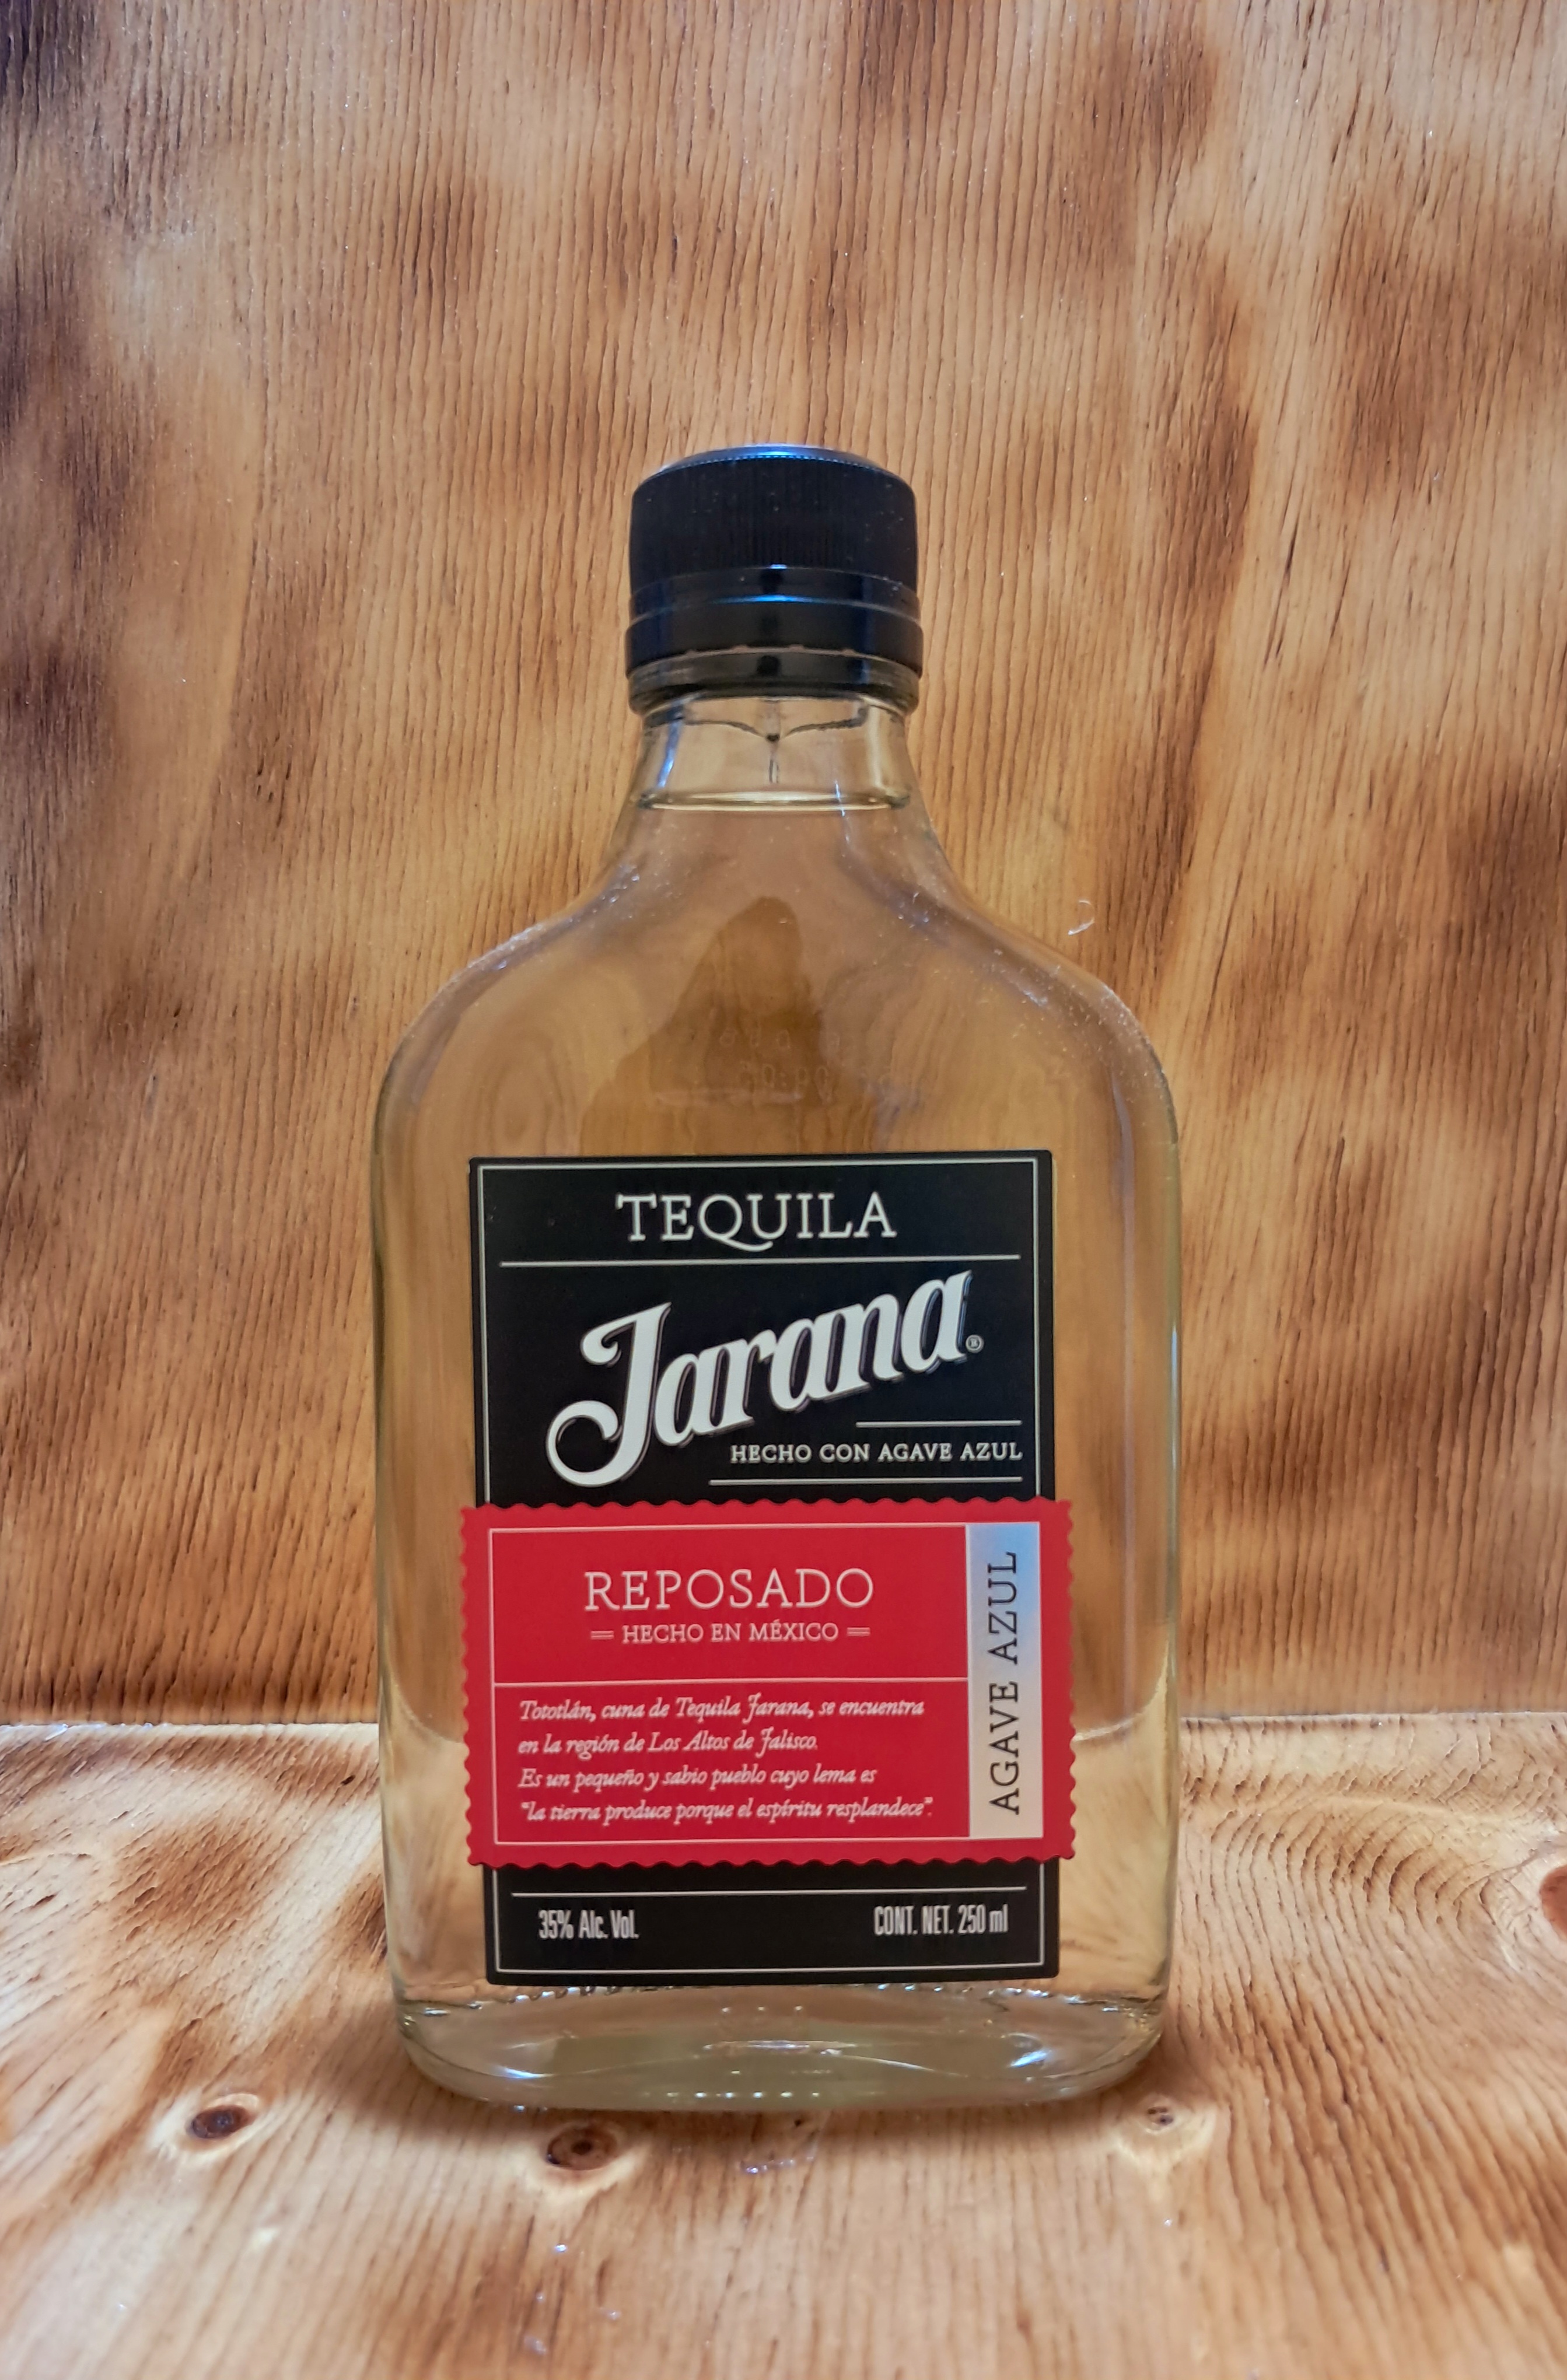 TEQUILA
Jarana®
HECHO CON AGAVE AZUL
REPOSADO
HECHO EN MÉXICO
Tototlán, cuna de Tequila Jarana, se encuentra
en la región de Los Altos de Jalisco.
Es un pequeño y sabio pueblo cuyo lema es
"la tierra produce porque el espíritu resplandece".
AGAVE AZUL
35% Alc. Vol.
CONT. NET. 250 ml